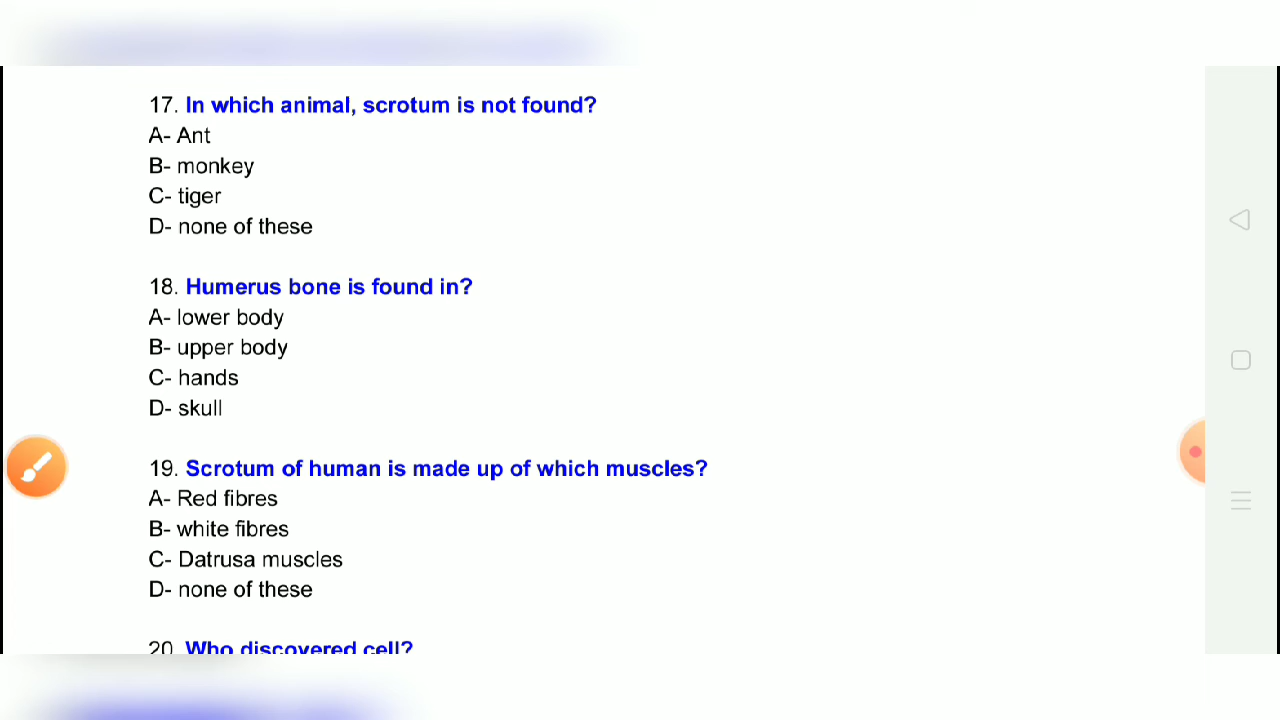 17. In which animal, scrotum is not found?
A- Ant
B- monkey
C- tiger
D- none of these
18. Humerus bone is found in?
A- lower body
B- upper body
C- hands
D- skull
19. Scrotum of human is made up of which muscles?
A- Red fibres
B- white fibres
C- Datrusa muscles
D- none of these
20. Who discovered cell?